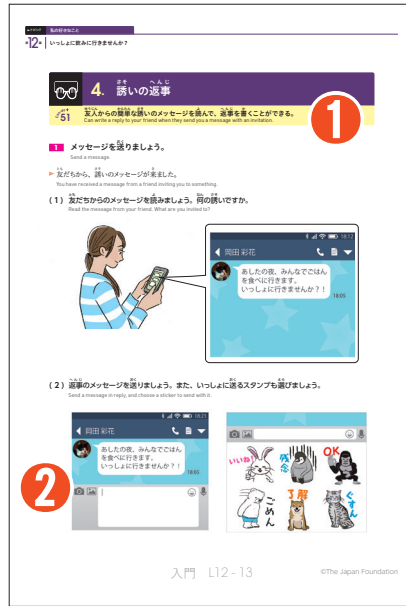 私の好きなこと
12 いっしょに飲みに行きませんか？
4. 誘いの返事
さそ へんじ
51
友人からの簡単な誘いのメッセージを読んで、返事を書くことができる。
Can write a reply to your friend when they send you a message with an invitation.
1
1 メッセージを送りましょう。
Send a message.
▶ 友だちから、誘いのメッセージが来ました。
You have received a message from a friend inviting you to something.
(1) 友だちからのメッセージを読みましょう。何の誘いですか。
Read the message from your friend. What are you invited to?
18:12
岡田 彩花
あしたの夜、みんなでごはん
を食べに行きます。
いっしょに行きませんか？！
18:05
(2) 返事のメッセージを送りましょう。また、いっしょに送るスタンプも選びましょう。
Send a message in reply, and choose a sticker to send with it.
2
18:21
岡田 彩花
あしたの夜、みんなでごはん
を食べに行きます。
いっしょに行きませんか？！
18:05
いいね!
残念
OK
ごめん
了解
ぐすん
入門 L12-13
©The Japan Foundation